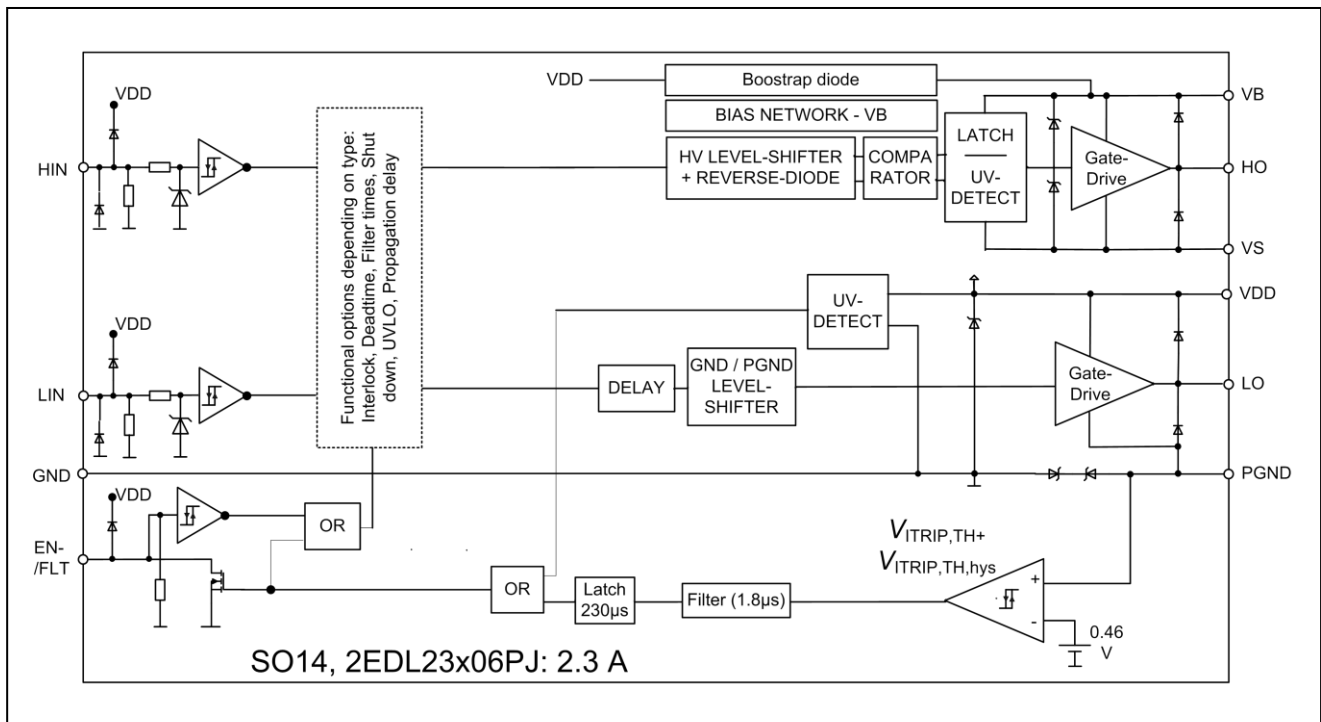 VDD
Boostrap diode
VB
VDD
BIAS NETWORK - VB
HIN
Functional options depending on type:
Interlock, Deadtime, Filter times, Shut
down, UVLO, Propagation delay
HV LEVEL-SHIFTER
+ REVERSE-DIODE
COMPA
RATOR
LATCH
UV-
DETECT
Gate-
Drive
HO
VS
VDD
UV-
DETECT
VDD
LIN
DELAY
GND / PGND
LEVEL-
SHIFTER
Gate-
Drive
LO
GND
PGND
VDD
EN-
/FLT
OR
OR
Latch
230µs
Filter (1.8µs)
VITRIP,TH+
VITRIP,TH,hys
+
-
0.46
V
SO14, 2EDL23x06PJ: 2.3 A